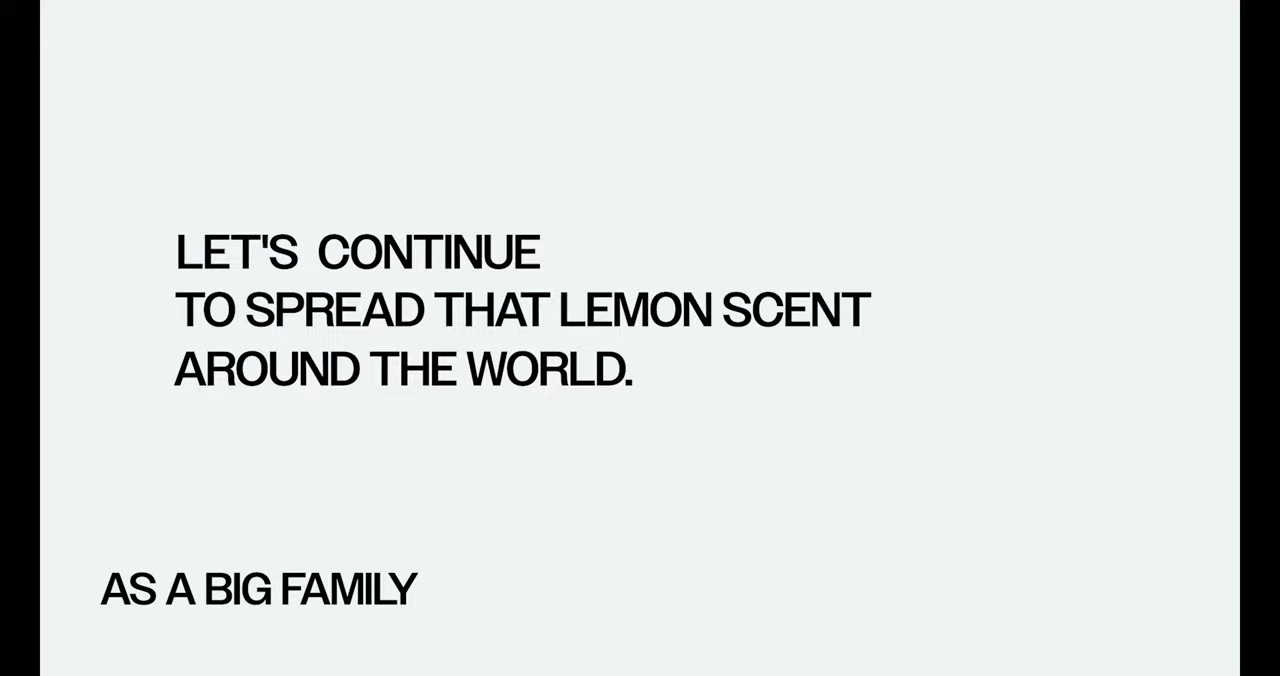 LET'S  CONTINUE
TO SPREAD THAT LEMON SCENT
AROUND THE WORLD.
AS A BIG FAMILY